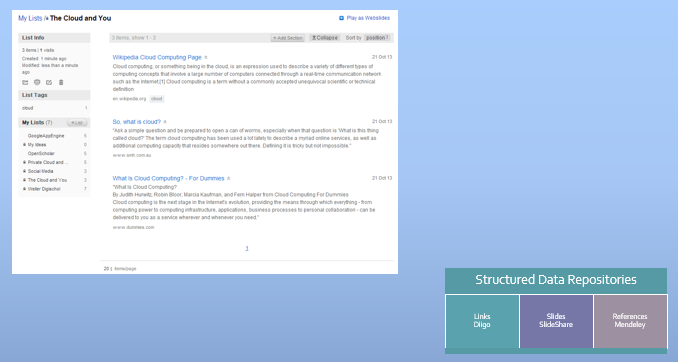 My Lists / The Cloud and You
Play as Webslides
List Info
3 items | 9 visits
Created: 1 minute ago
Modified: less than a minute
ago
List Tags
cloud 1
My Lists (7) + List
GoogleAppEngine 5
My Ideas 8
OpenScholar 5
Private Cloud and ... 5
Social Media 3
The Cloud and You 3
Weiter Digischol 7
3 items, show 1 - 3
+ Add Section
Collapse
Sort by position
Wikipedia Cloud Computing Page
21 Oct 13
Cloud computing, or something being in the cloud, is an expression used to describe a variety of different types of
computing concepts that involve a large number of computers connected through a real-time communication network
such as the Internet.[1] Cloud computing is a term without a commonly accepted unequivocal scientific or technical
definition.
en.wikipedia.org cloud
So, what is cloud?
21 Oct 13
"Ask a simple question and be prepared to open a can of worms, especially when that question is 'What is this thing
called cloud?' The term cloud computing has been used a lot lately to describe a myriad online services, as well as
additional computing capacity that resides somewhere out there. Defining it is tricky but not impossible."
www.smh.com.au
What Is Cloud Computing? - For Dummies
21 Oct 13
"What Is Cloud Computing?
By Judith Hurwitz, Robin Bloor, Marcia Kaufman, and Fern Halper from Cloud Computing For Dummies
Cloud computing is the next stage in the Internet's evolution, providing the means through which everything - from
computing power to computing infrastructure, applications, business processes to personal collaboration - can be
delivered to you as a service wherever and whenever you need."
www.dummies.com
1
20 items/page
Structured Data Repositories
Links
Diigo
Slides
SlideShare
References
Mendeley